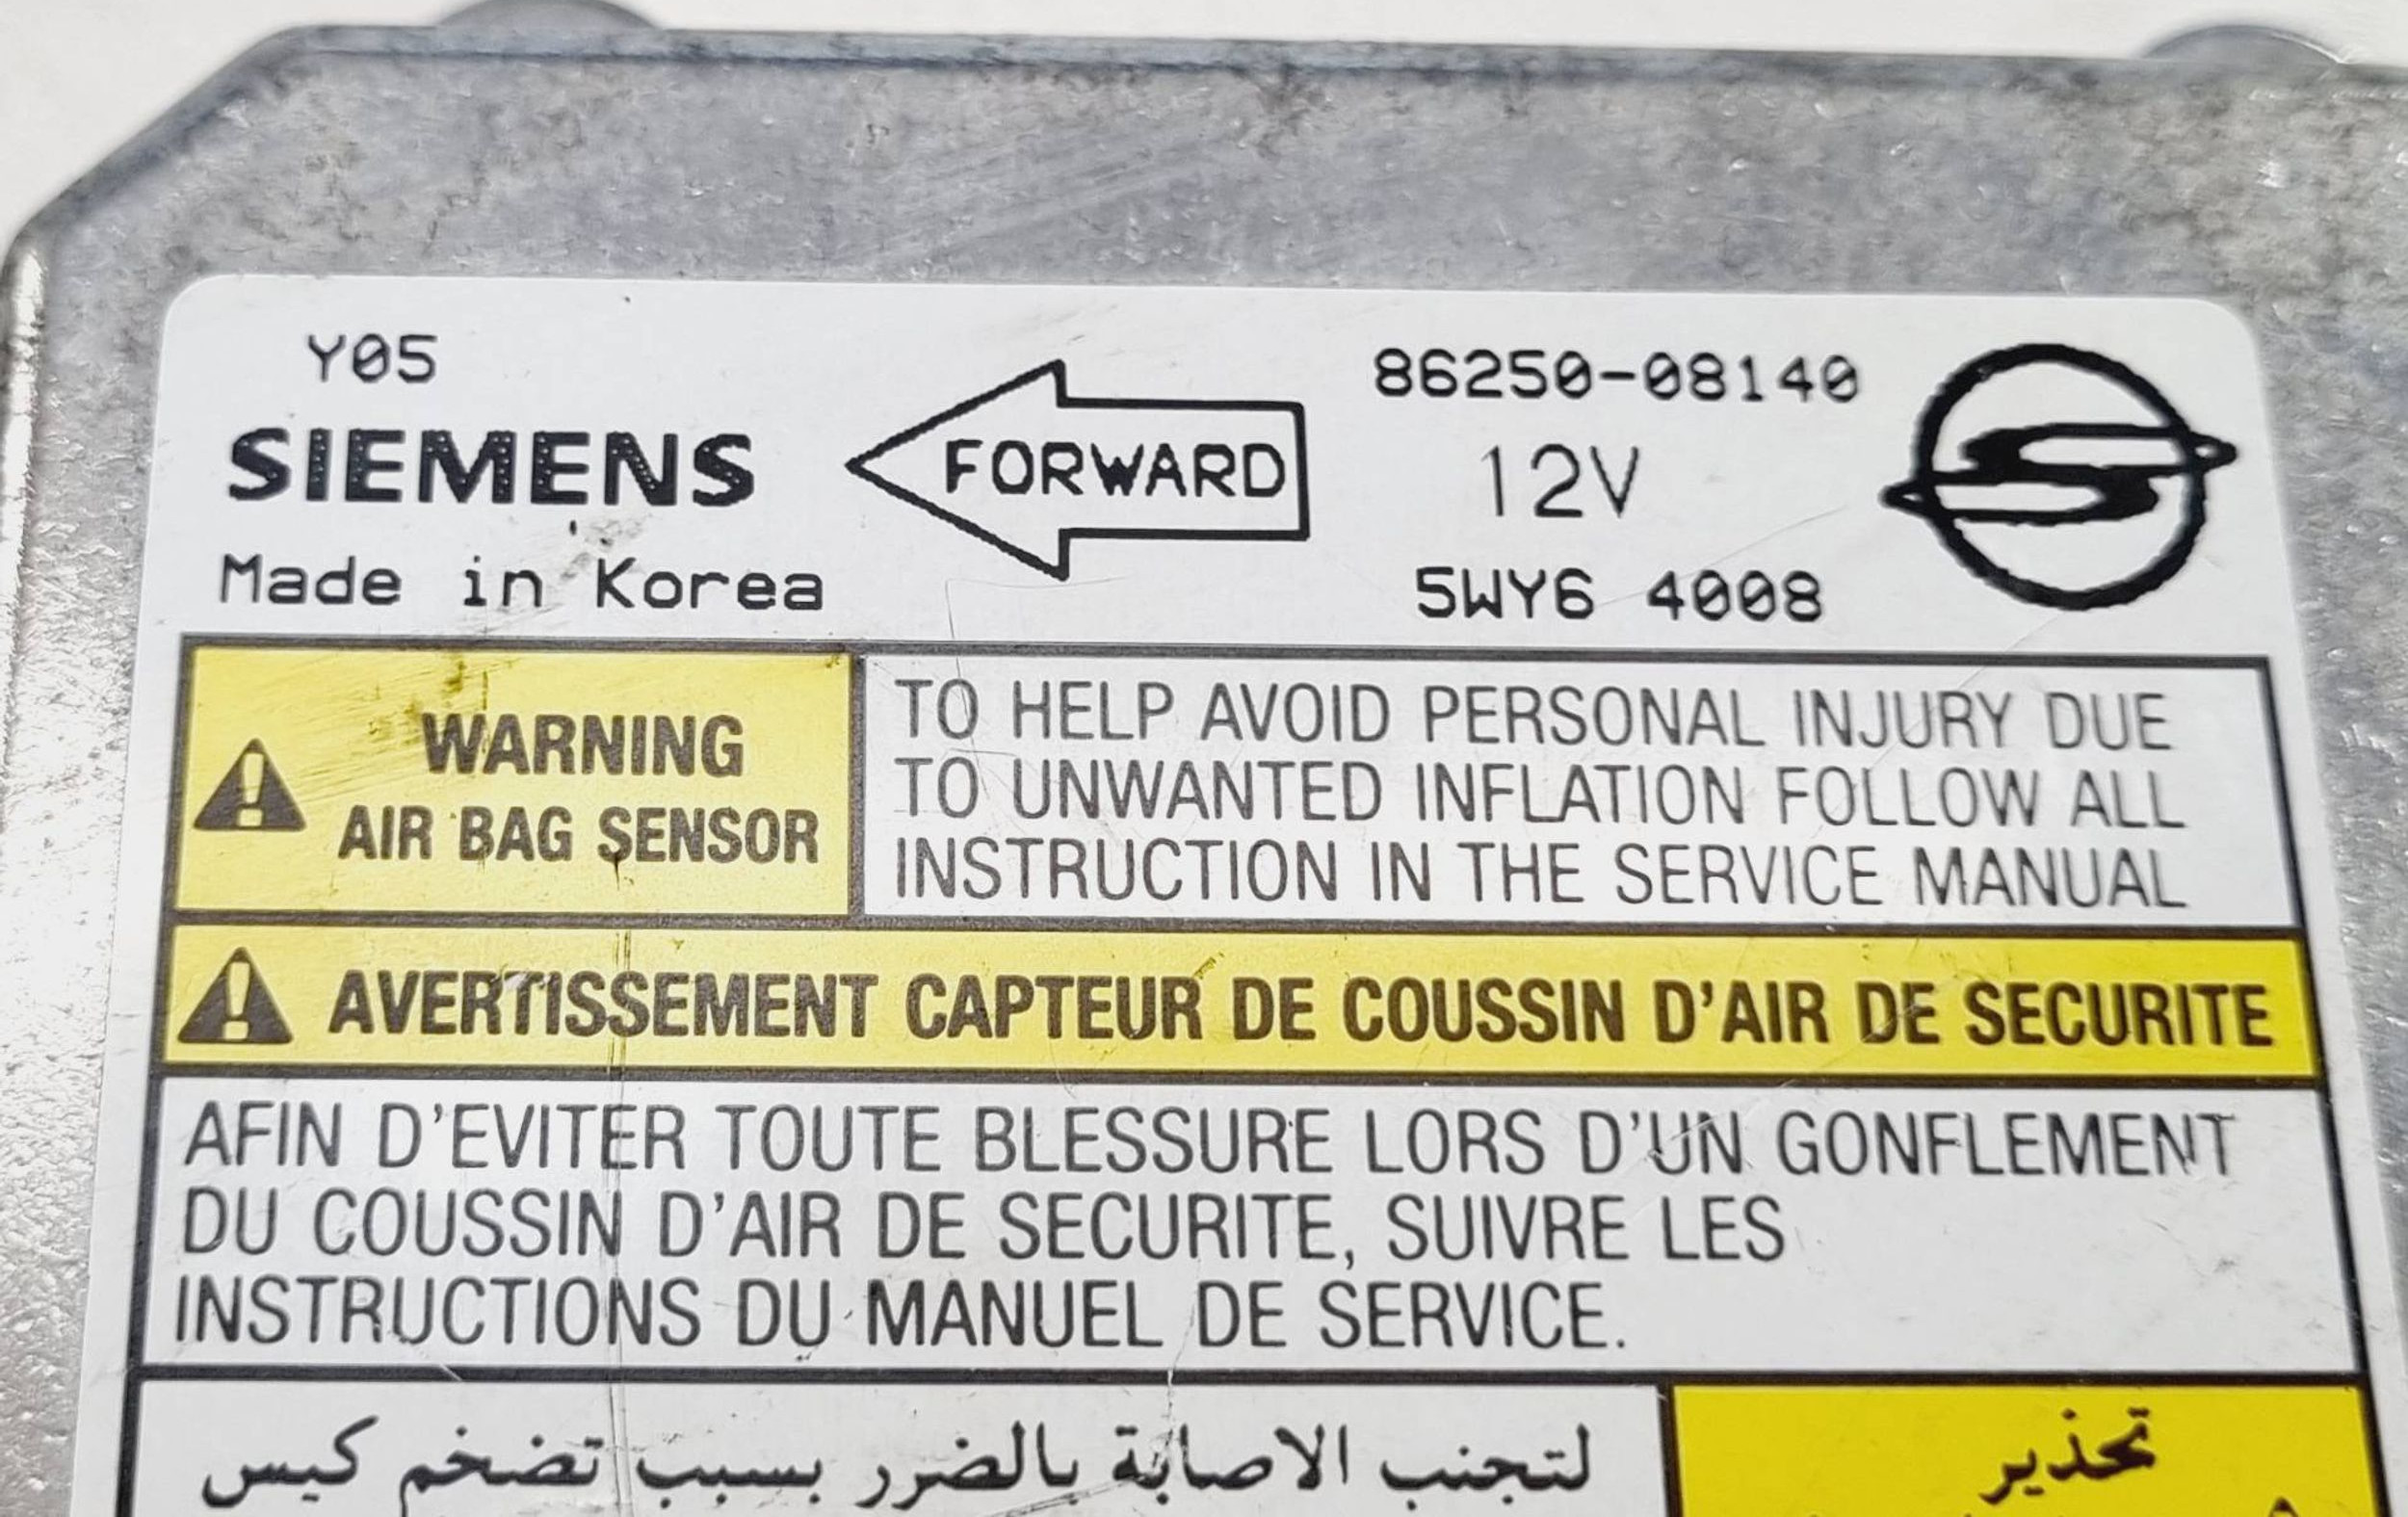 Y05
SIEMENS
Made in Korea
FORWARD
86250-08140
12V
5WY6 4008
WARNING
AIR BAG SENSOR
TO HELP AVOID PERSONAL INJURY DUE
TO UNWANTED INFLATION FOLLOW ALL
INSTRUCTION IN THE SERVICE MANUAL
AVERTISSEMENT CAPTEUR DE COUSSIN D'AIR DE SECURITE
AFIN D'EVITER TOUTE BLESSURE LORS D'UN GONFLEMENT
DU COUSSIN D'AIR DE SECURITE, SUIVRE LES
INSTRUCTIONS DU MANUEL DE SERVICE.
تحذير
لتجنب الاصابة بالضرر بسبب تضخم كيس